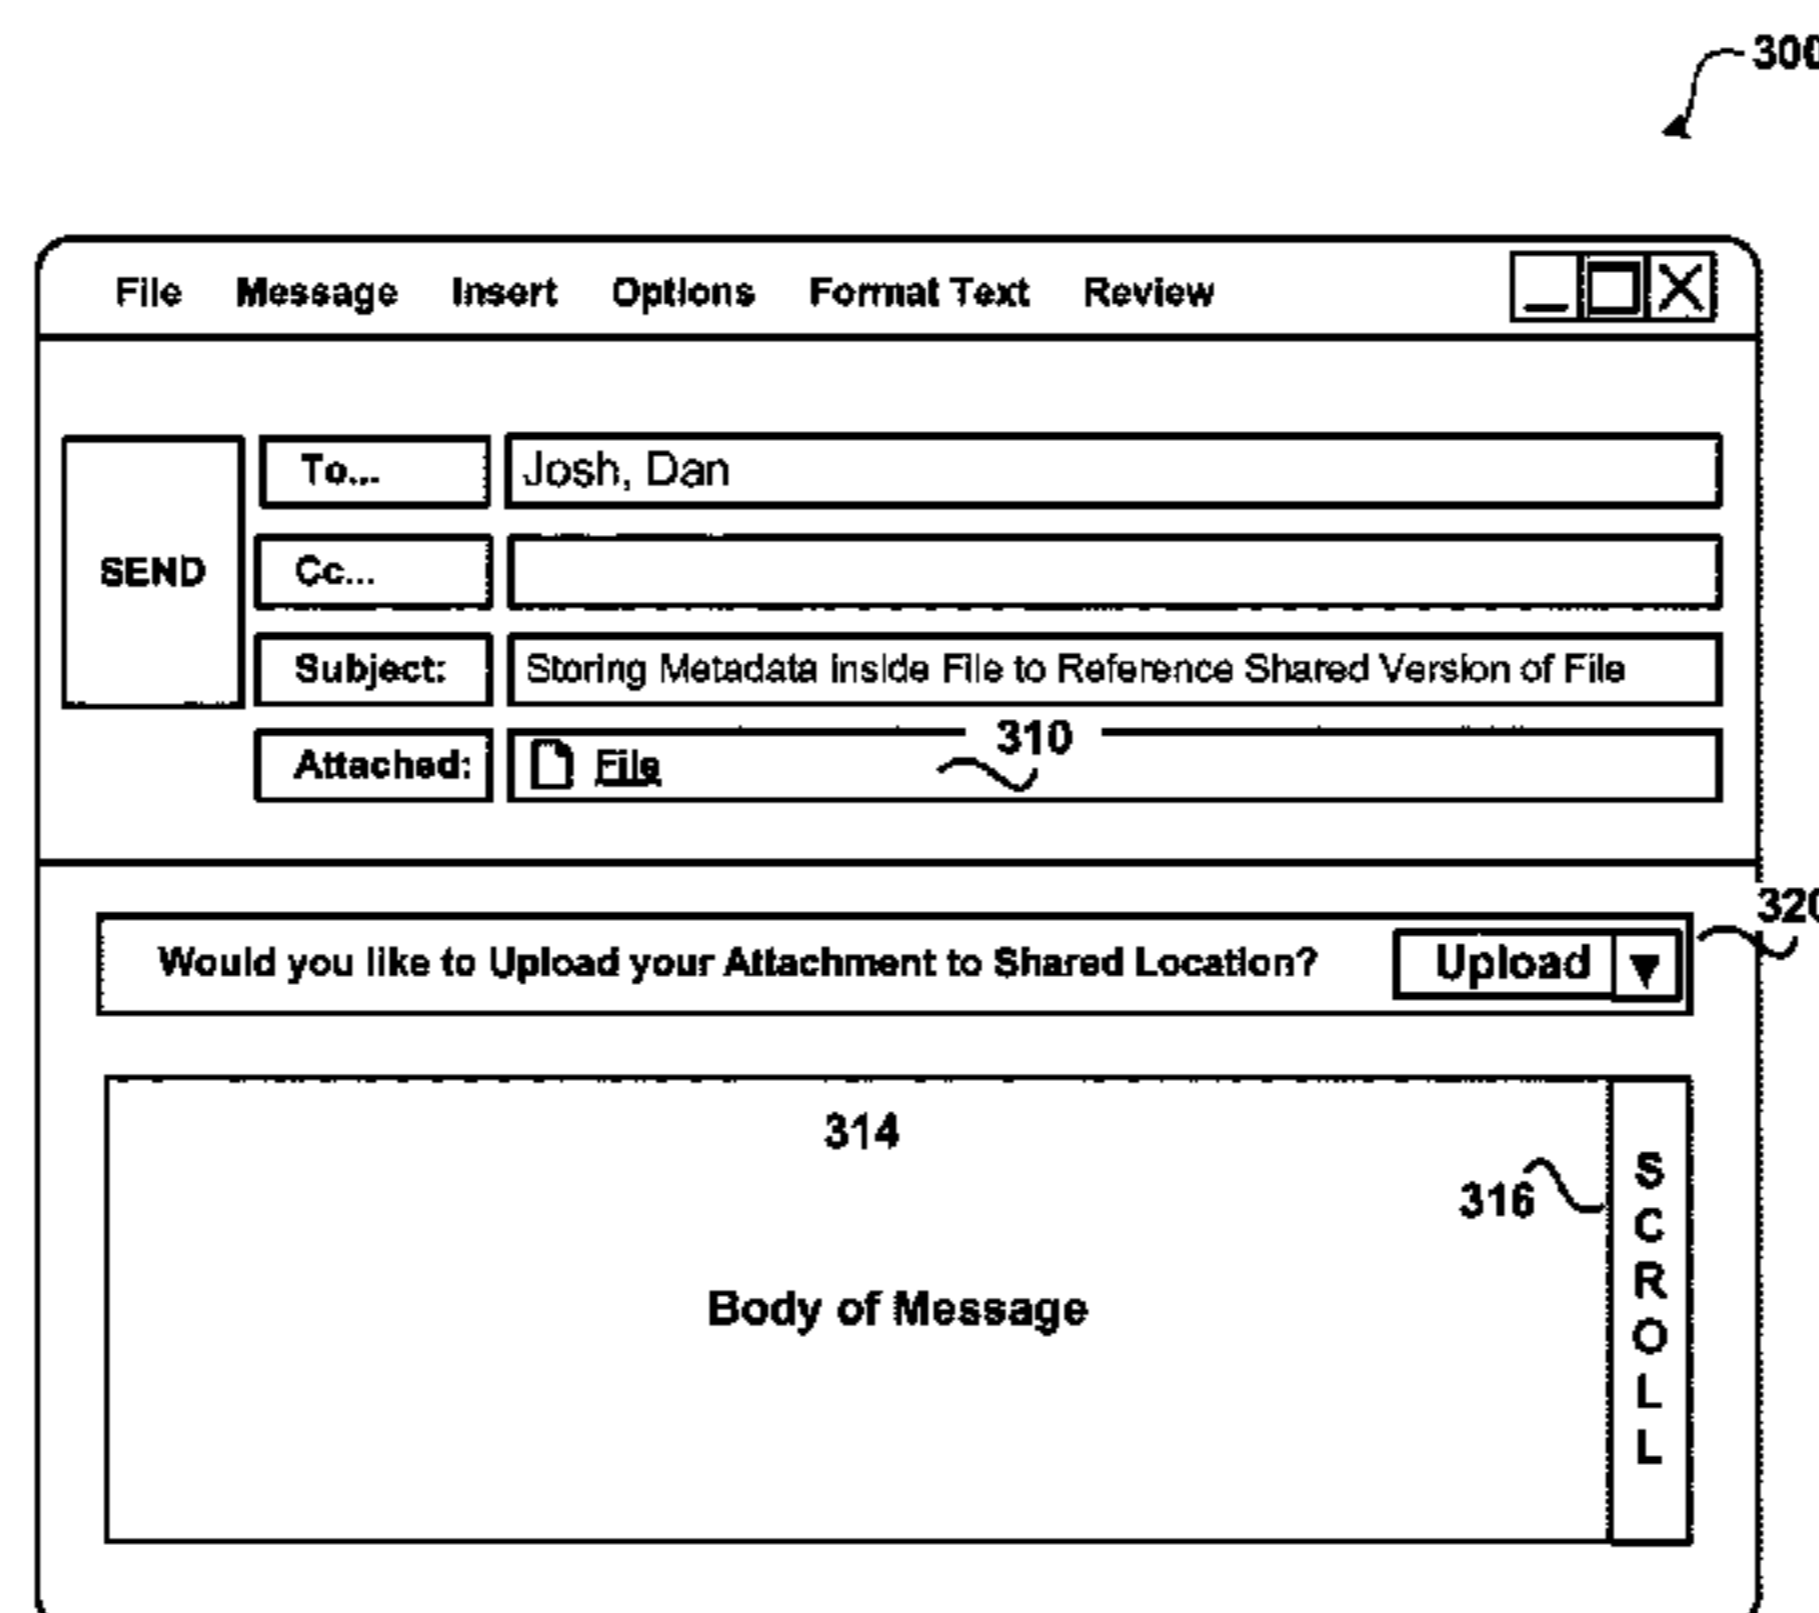 300
File Message Insert Options Format Text Review
To... Josh, Dan
SEND Cc...
Subject: Storing Metadata inside File to Reference Shared Version of File
310
Attached: File
320
Would you like to Upload your Attachment to Shared Location? Upload
314
316
Body of Message
SCROLL